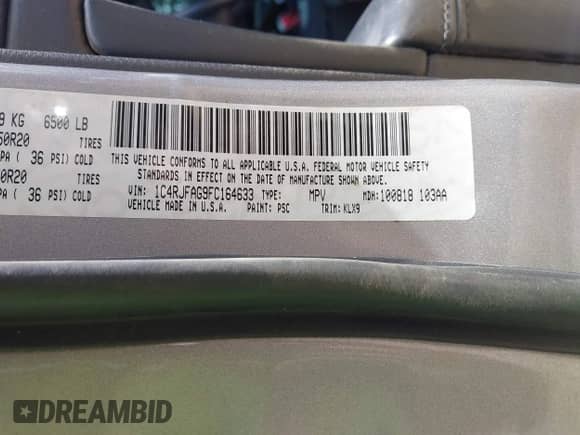 9 KG 6500 LB
50R20 TIRES
PA ( 36 PSI) COLD
0R20 TIRES
PA ( 36 PSI) COLD
THIS VEHICLE CONFORMS TO ALL APPLICABLE U.S.A. FEDERAL MOTOR VEHICLE SAFETY
STANDARDS IN EFFECT ON THE DATE OF MANUFACTURE SHOWN ABOVE.
VIN: 1C4RJFAG9FC164633 TYPE: MPV MDH: 100818 103AA
VEHICLE MADE IN U.S.A. PAINT: PSC TRIM: KLX9
DREAMBID